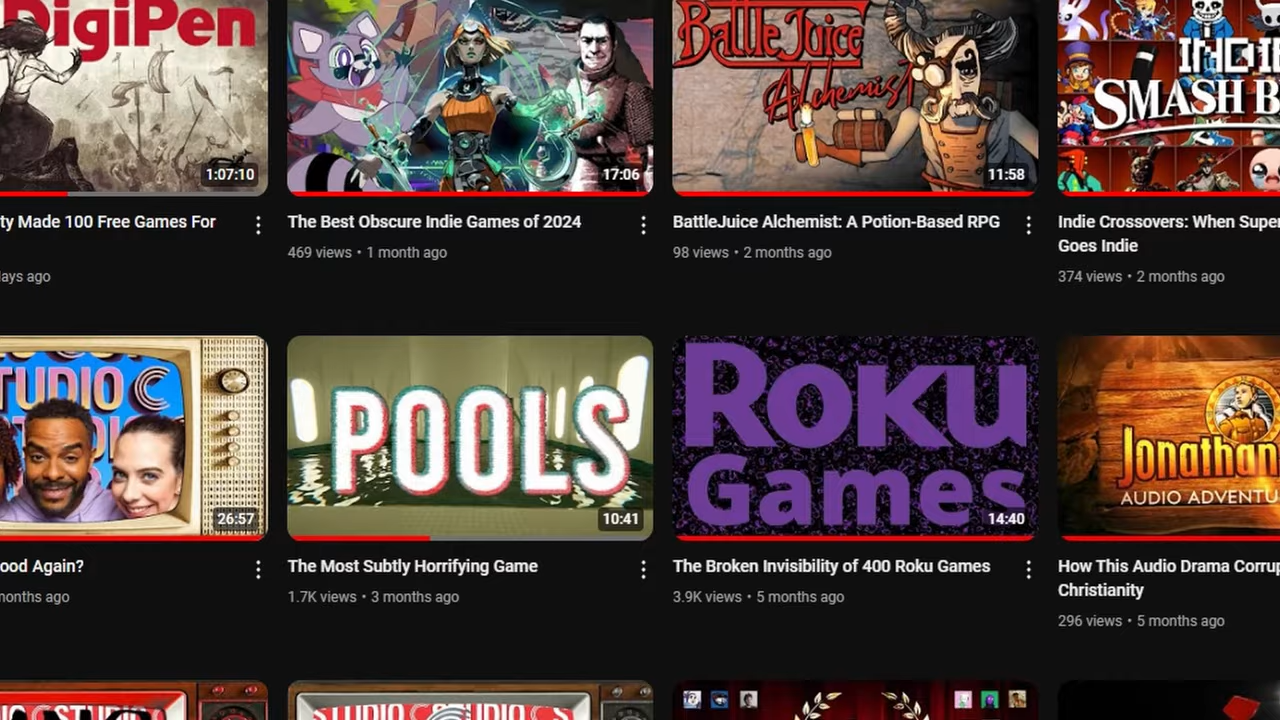 DigiPen
1:07:10
17:06
BattleJuice
Alchemist
11:58
INDIE
SMASH B
ty Made 100 Free Games For
The Best Obscure Indie Games of 2024
BattleJuice Alchemist: A Potion-Based RPG
Indie Crossovers: When Super
Goes Indie
469 views • 1 month ago
98 views • 2 months ago
days ago
374 views • 2 months ago
TUDIO C
26:57
POOLS
10:41
Roku
Games
14:40
Jonathan
AUDIO ADVENTU
ood Again?
The Most Subtly Horrifying Game
The Broken Invisibility of 400 Roku Games
How This Audio Drama Corrup
Christianity
months ago
1.7K views • 3 months ago
3.9K views • 5 months ago
296 views • 5 months ago
STUDIO C